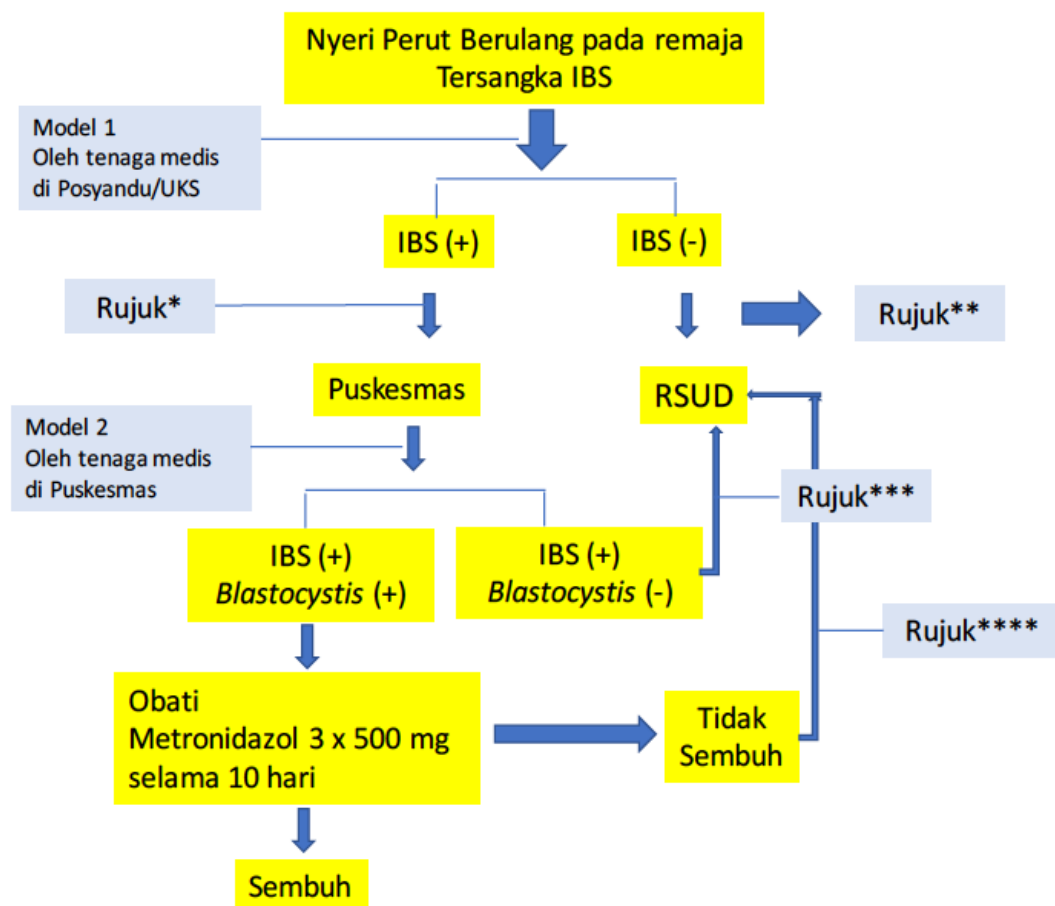 Nyeri Perut Berulang pada remaja
Tersangka IBS
Model 1
Oleh tenaga medis
di Posyandu/UKS
IBS (+)
IBS (-)
Rujuk*
Rujuk**
Puskesmas
RSUD
Model 2
Oleh tenaga medis
di Puskesmas
Rujuk***
IBS (+)
Blastocystis (+)
IBS (+)
Blastocystis (-)
Rujuk****
Obati
Metronidazol 3 x 500 mg
selama 10 hari
Tidak
Sembuh
Sembuh